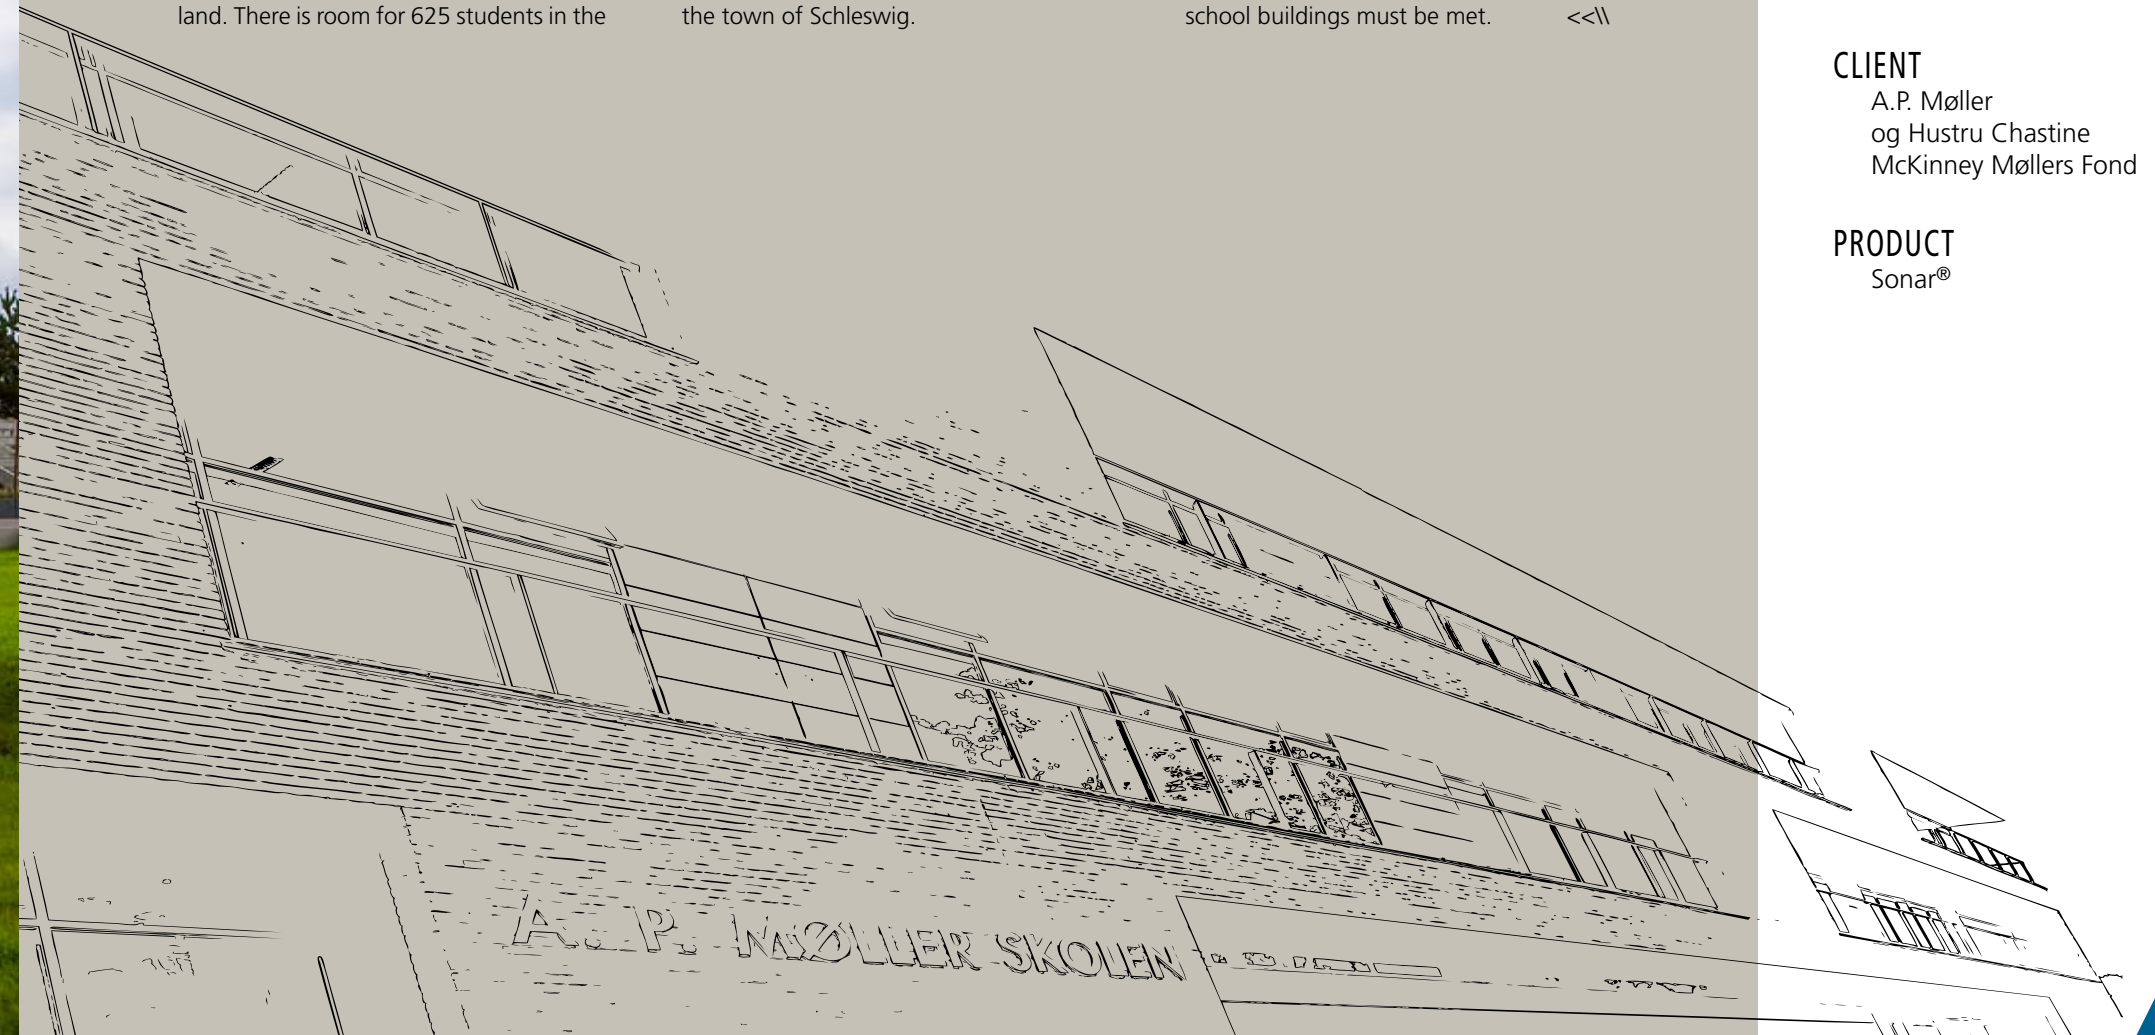 land. There is room for 625 students in the
the town of Schleswig.
school buildings must be met. <<\\
CLIENT
A.P. Møller
og Hustru Chastine
McKinney Møllers Fond
PRODUCT
Sonar®
A. P. MØLLER SKOLEN